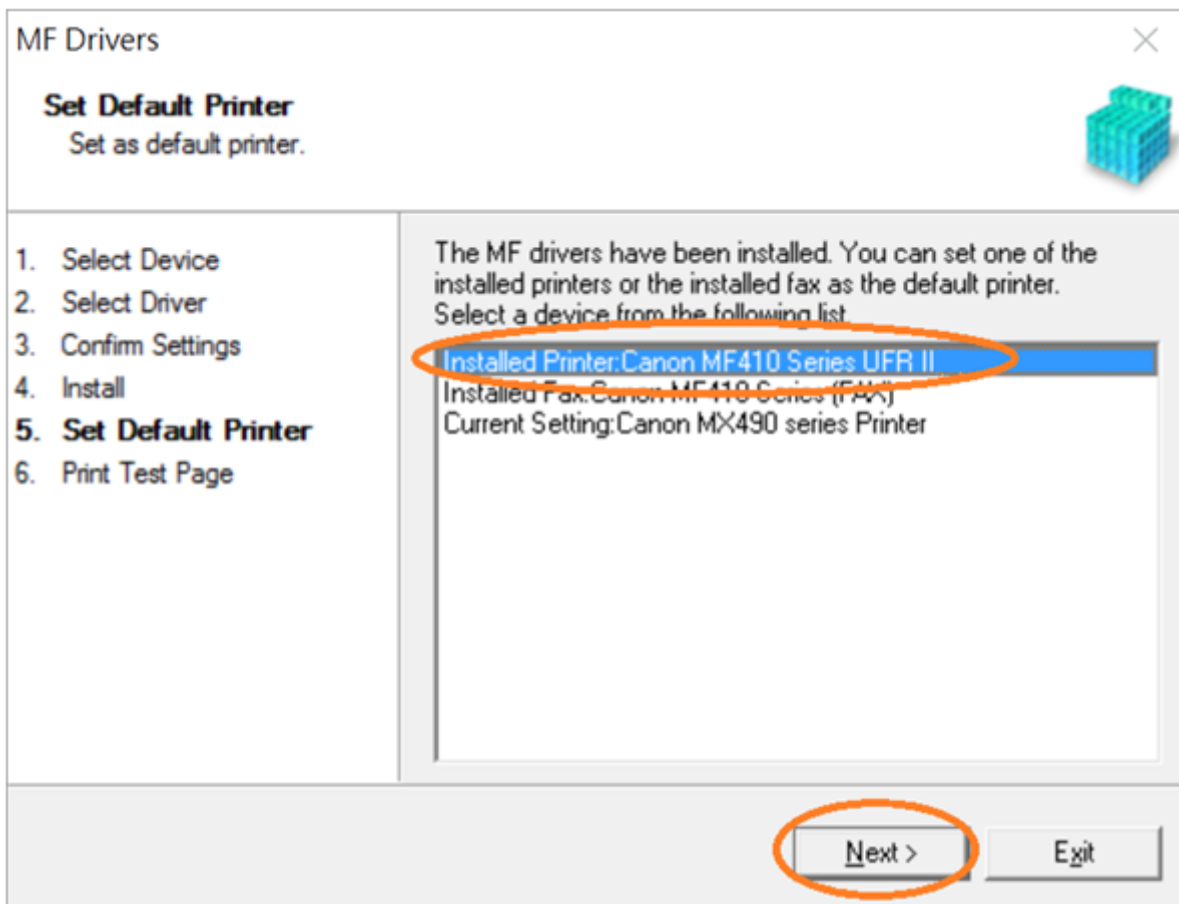 MF Drivers
Set Default Printer
Set as default printer.
1. Select Device
2. Select Driver
3. Confirm Settings
4. Install
5. Set Default Printer
6. Print Test Page
The MF drivers have been installed. You can set one of the
installed printers or the installed fax as the default printer.
Select a device from the following list.
Installed Printer:Canon MF410 Series UFR II
Installed Fax:Canon MF410 Series (FAX)
Current Setting:Canon MX490 series Printer
Next >
Exit